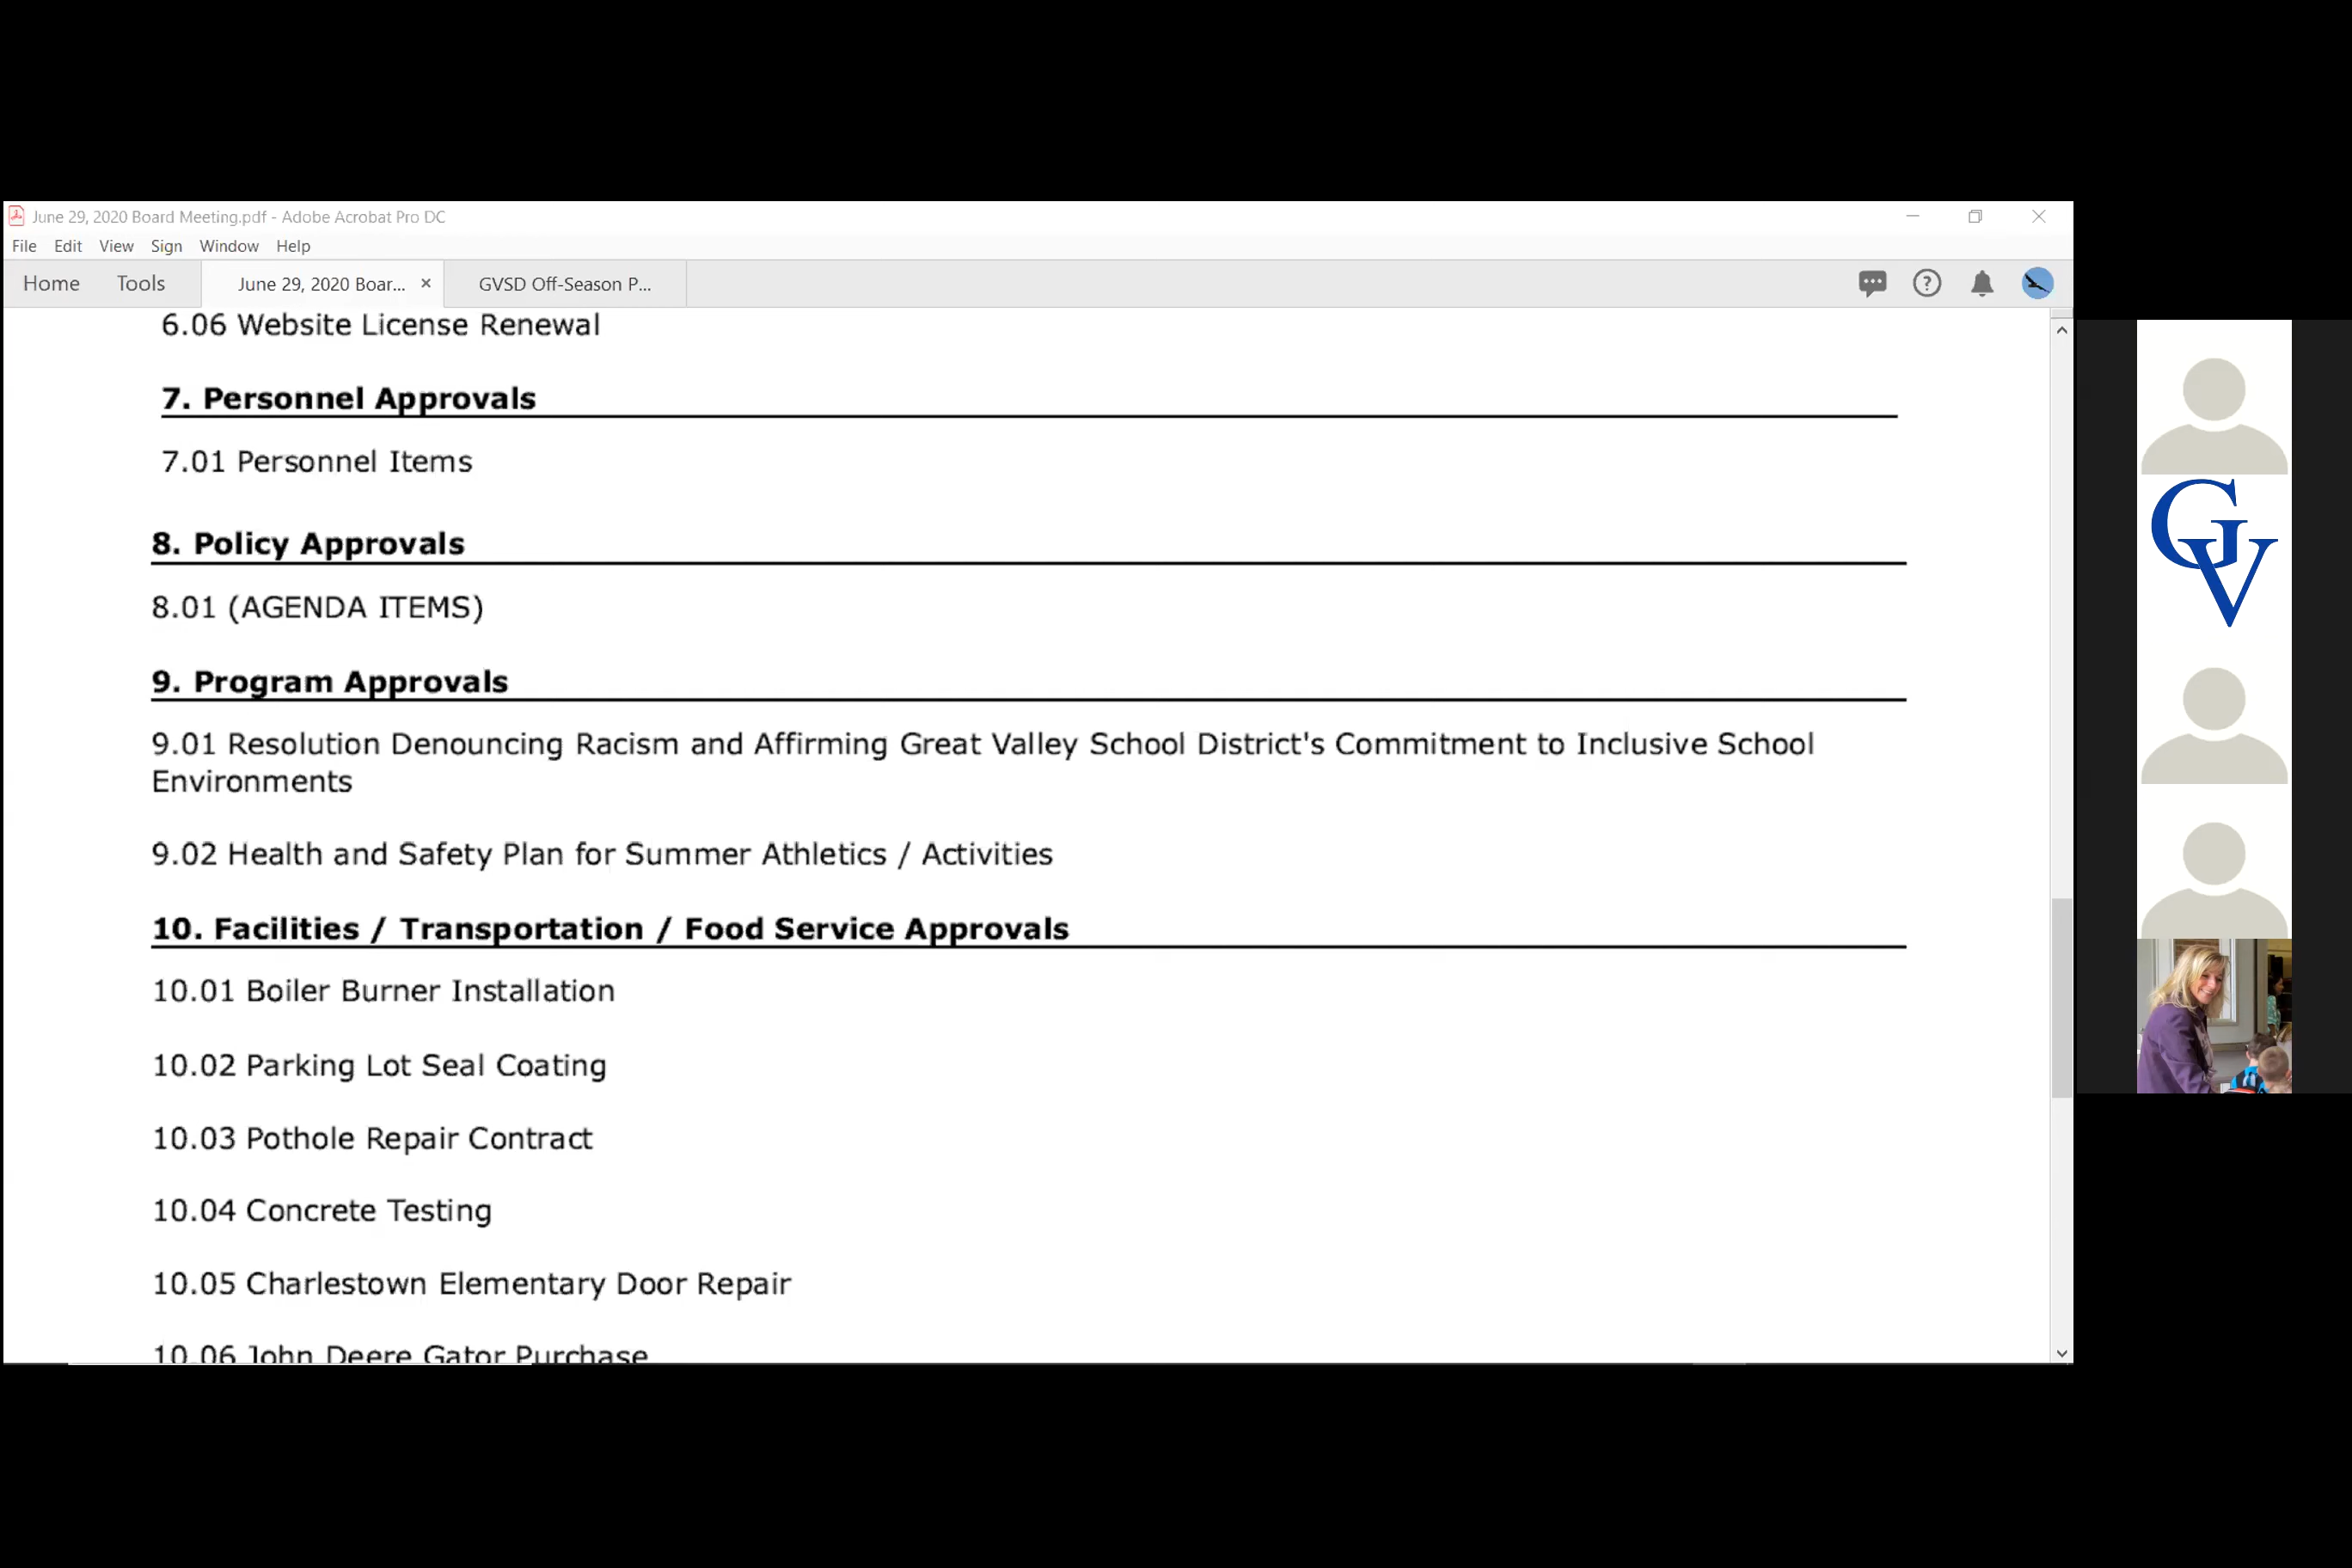 June 29, 2020 Board Meeting.pdf - Adobe Acrobat Pro DC
File Edit View Sign Window Help
Home Tools June 29, 2020 Boar... × GVSD Off-Season P...
6.06 Website License Renewal
7. Personnel Approvals
7.01 Personnel Items
8. Policy Approvals
8.01 (AGENDA ITEMS)
9. Program Approvals
9.01 Resolution Denouncing Racism and Affirming Great Valley School District's Commitment to Inclusive School
Environments
9.02 Health and Safety Plan for Summer Athletics / Activities
10. Facilities / Transportation / Food Service Approvals
10.01 Boiler Burner Installation
10.02 Parking Lot Seal Coating
10.03 Pothole Repair Contract
10.04 Concrete Testing
10.05 Charlestown Elementary Door Repair
10.06 John Deere Gator Purchase
GV